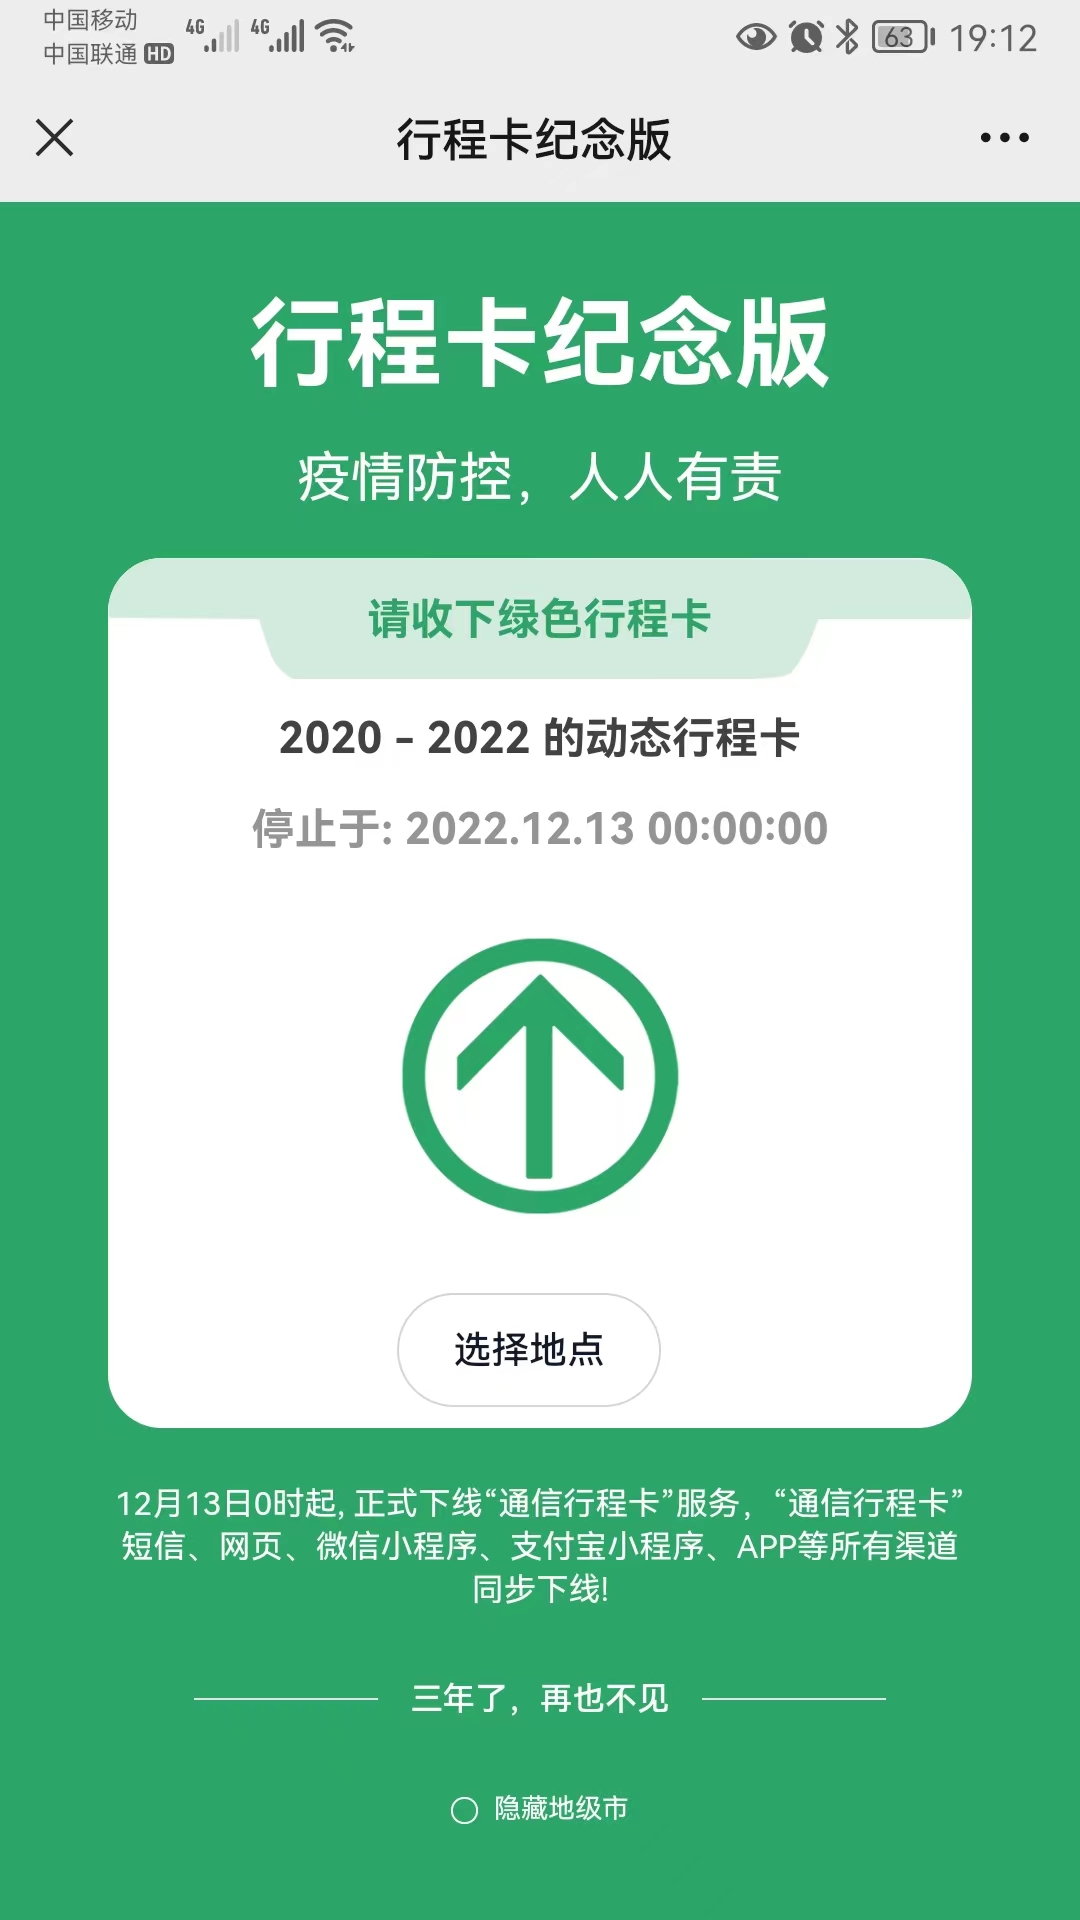 中国移动
中国联通 HD
4G 4G
63 19:12
行程卡纪念版
行程卡纪念版
疫情防控，人人有责
请收下绿色行程卡
2020 - 2022 的动态行程卡
停止于: 2022.12.13 00:00:00
选择地点
12月13日0时起, 正式下线“通信行程卡”服务，“通信行程卡”
短信、网页、微信小程序、支付宝小程序、APP等所有渠道
同步下线!
三年了，再也不见
隐藏地级市